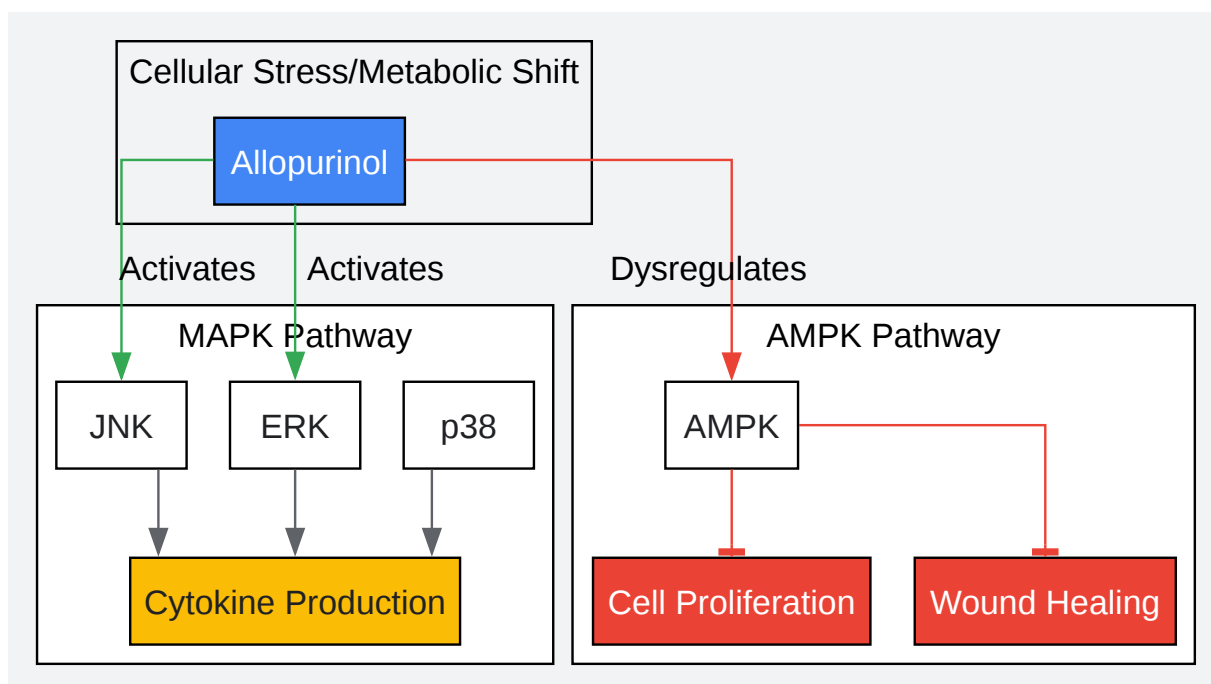 Cellular Stress/Metabolic Shift
Allopurinol
Activates
Activates
Dysregulates
MAPK Pathway
AMPK Pathway
JNK
ERK
p38
AMPK
Cytokine Production
Cell Proliferation
Wound Healing